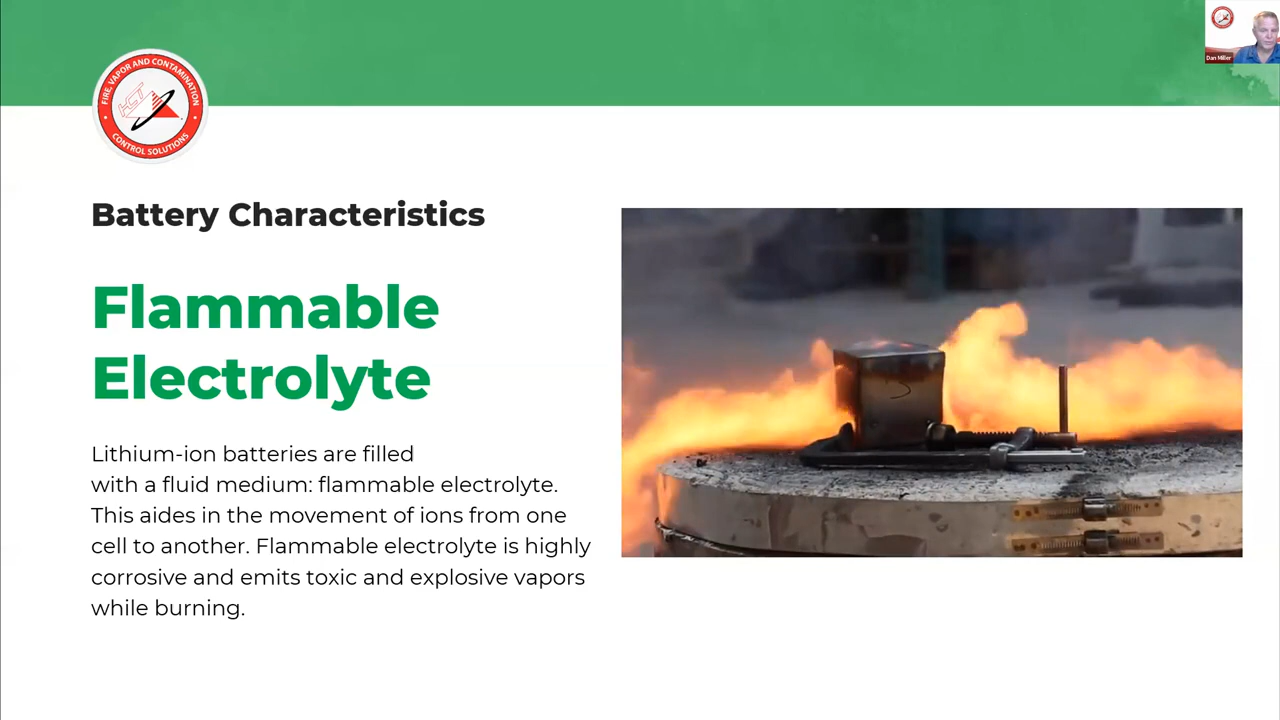 FIRE, VAPOR AND CONTAMINATION
HCT
CONTROL SOLUTIONS
Dan Miller
Battery Characteristics
Flammable
Electrolyte
Lithium-ion batteries are filled
with a fluid medium: flammable electrolyte.
This aides in the movement of ions from one
cell to another. Flammable electrolyte is highly
corrosive and emits toxic and explosive vapors
while burning.